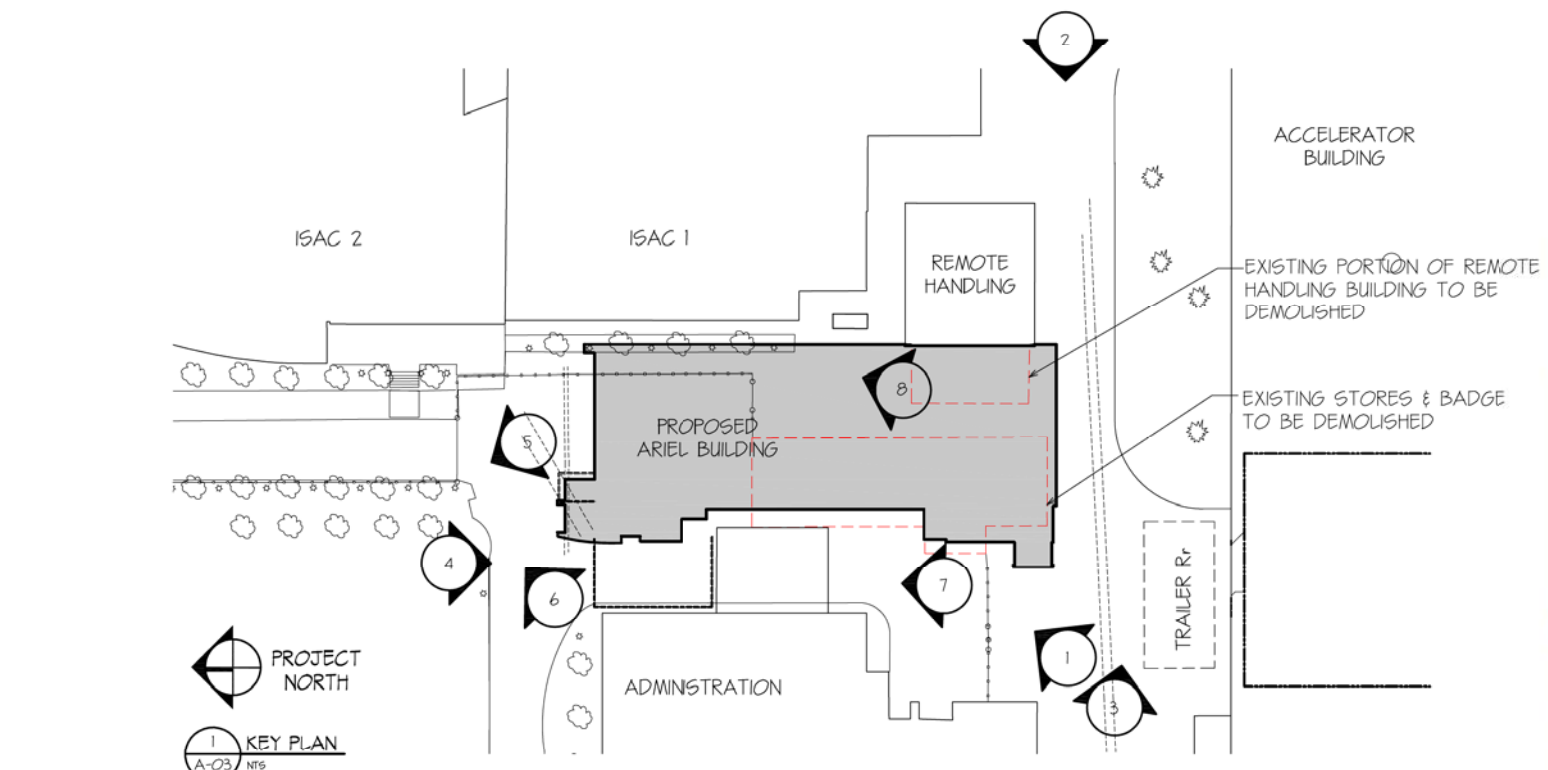 2
ACCELERATOR
BUILDING
ISAC 2
ISAC 1
REMOTE
HANDLING
EXISTING PORTION OF REMOTE
HANDLING BUILDING TO BE
DEMOLISHED
8
EXISTING STORES & BADGE
TO BE DEMOLISHED
PROPOSED
ARIEL BUILDING
5
4
6
7
TRAILER Rr
1
3
PROJECT
NORTH
ADMINISTRATION
1
KEY PLAN
A-03
NTS